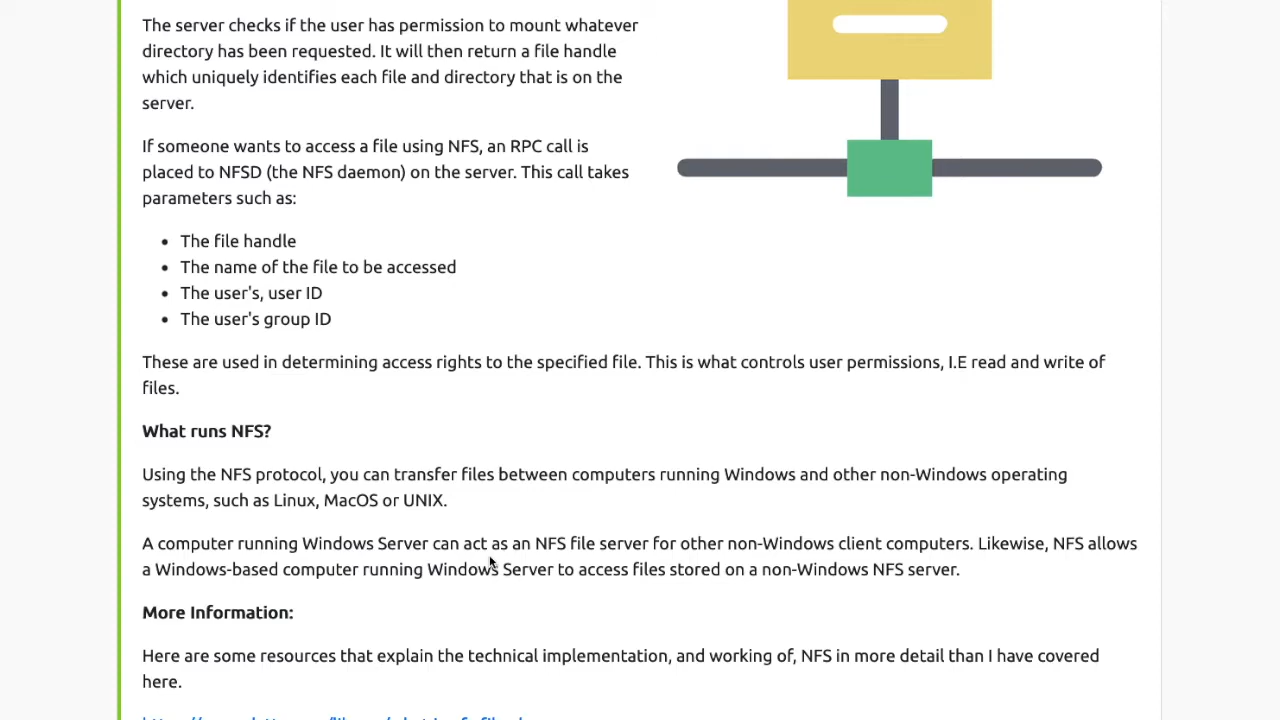 The server checks if the user has permission to mount whatever
directory has been requested. It will then return a file handle
which uniquely identifies each file and directory that is on the
server.
If someone wants to access a file using NFS, an RPC call is
placed to NFSD (the NFS daemon) on the server. This call takes
parameters such as:
• The file handle
• The name of the file to be accessed
• The user's, user ID
• The user's group ID
These are used in determining access rights to the specified file. This is what controls user permissions, I.E read and write of
files.
What runs NFS?
Using the NFS protocol, you can transfer files between computers running Windows and other non-Windows operating
systems, such as Linux, MacOS or UNIX.
A computer running Windows Server can act as an NFS file server for other non-Windows client computers. Likewise, NFS allows
a Windows-based computer running Windows Server to access files stored on a non-Windows NFS server.
More Information:
Here are some resources that explain the technical implementation, and working of, NFS in more detail than I have covered
here.